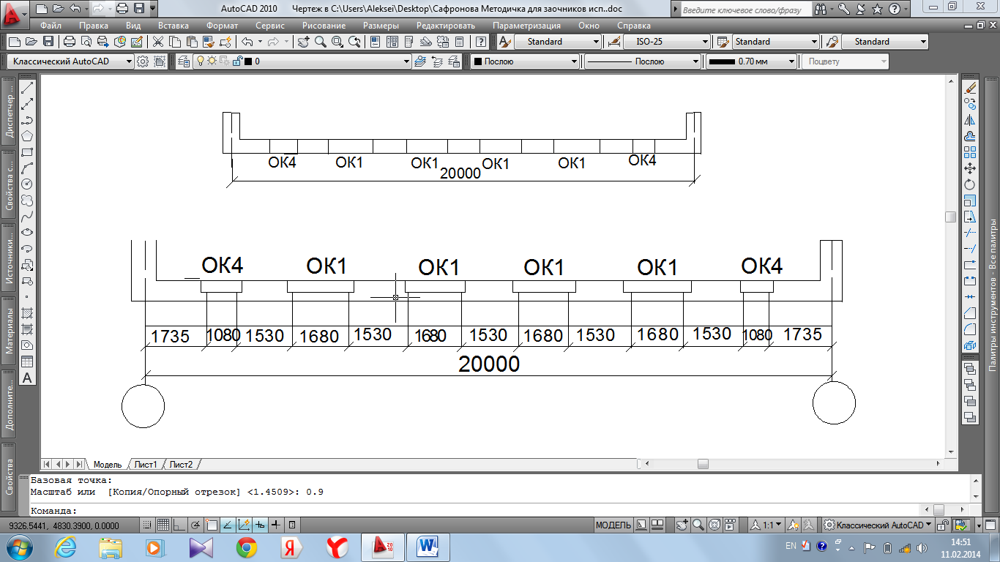 AutoCAD 2010 Чертеж в C:\Users\Aleksei\Desktop\Сафронова Методичка для заочников исп..doc
Введите ключевое слово/фразу
Файл Правка Вид Вставка Формат Сервис Рисование Размеры Редактировать Параметризация Окно Справка
Standard ISO-25 Standard Standard
Классический AutoCAD 0 Послою Послою 0.70 мм Поцвету
Диспетчер ...
Свойства с...
Источники...
Материалы
Дополните...
Свойства
Палитры инструментов - Все палитры
A
ОК4 ОК1 ОК1 ОК1 ОК1 ОК4
20000
ОК4 ОК1 ОК1 ОК1 ОК1 ОК4
1735 1080 1530 1680 1530 1680 1530 1680 1530 1680 1530 1080 1735
20000
Модель Лист1 Лист2
Базовая точка:
Масштаб или [Копия/Опорный отрезок] <1.4509>: 0.9
Команда:
9326.5441, 4830.3900, 0.0000 МОДЕЛЬ 1:1 Классический AutoCAD
EN 14:51
11.02.2014